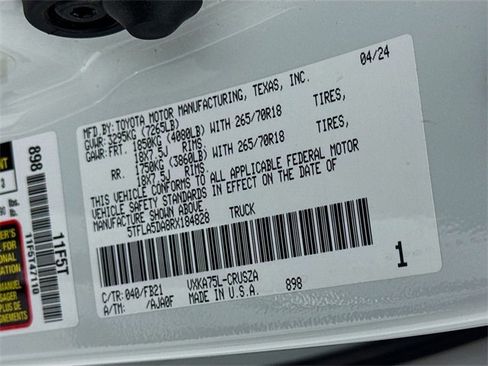 04/24
MFD.BY:TOYOTA MOTOR MANUFACTURING, TEXAS, INC.
GVWR: 3295KG (7265LB)
GAWR:FRT. 1850KG (4080LB) WITH 265/70R18 TIRES,
18X7.5J RIMS.
RR. 1750KG (3860LB) WITH 265/70R18 TIRES,
18X7.5J RIMS.
THIS VEHICLE CONFORMS TO ALL APPLICABLE FEDERAL MOTOR
VEHICLE SAFETY STANDARDS IN EFFECT ON THE DATE OF
MANUFACTURE SHOWN ABOVE.
5TFLA5DA8RX184828 TRUCK
1
C/TR: 040/FB21 VXKA75L-CRUSZA
A/TM: /AJA0F MADE IN U.S.A. 898
898
11F5T